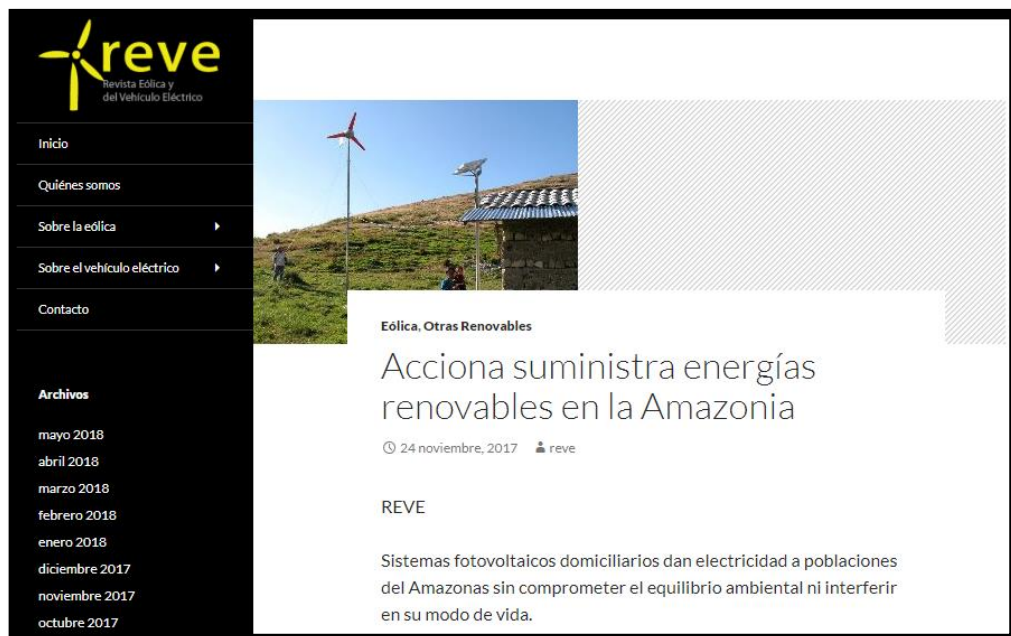 reve
Revista Eólica y
del Vehículo Eléctrico
Inicio
Quiénes somos
Sobre la eólica
Sobre el vehículo eléctrico
Contacto
Archivos
mayo 2018
abril 2018
marzo 2018
febrero 2018
enero 2018
diciembre 2017
noviembre 2017
octubre 2017
Eólica, Otras Renovables
Acciona suministra energías
renovables en la Amazonia
24 noviembre, 2017 reve
REVE
Sistemas fotovoltaicos domiciliarios dan electricidad a poblaciones
del Amazonas sin comprometer el equilibrio ambiental ni interferir
en su modo de vida.